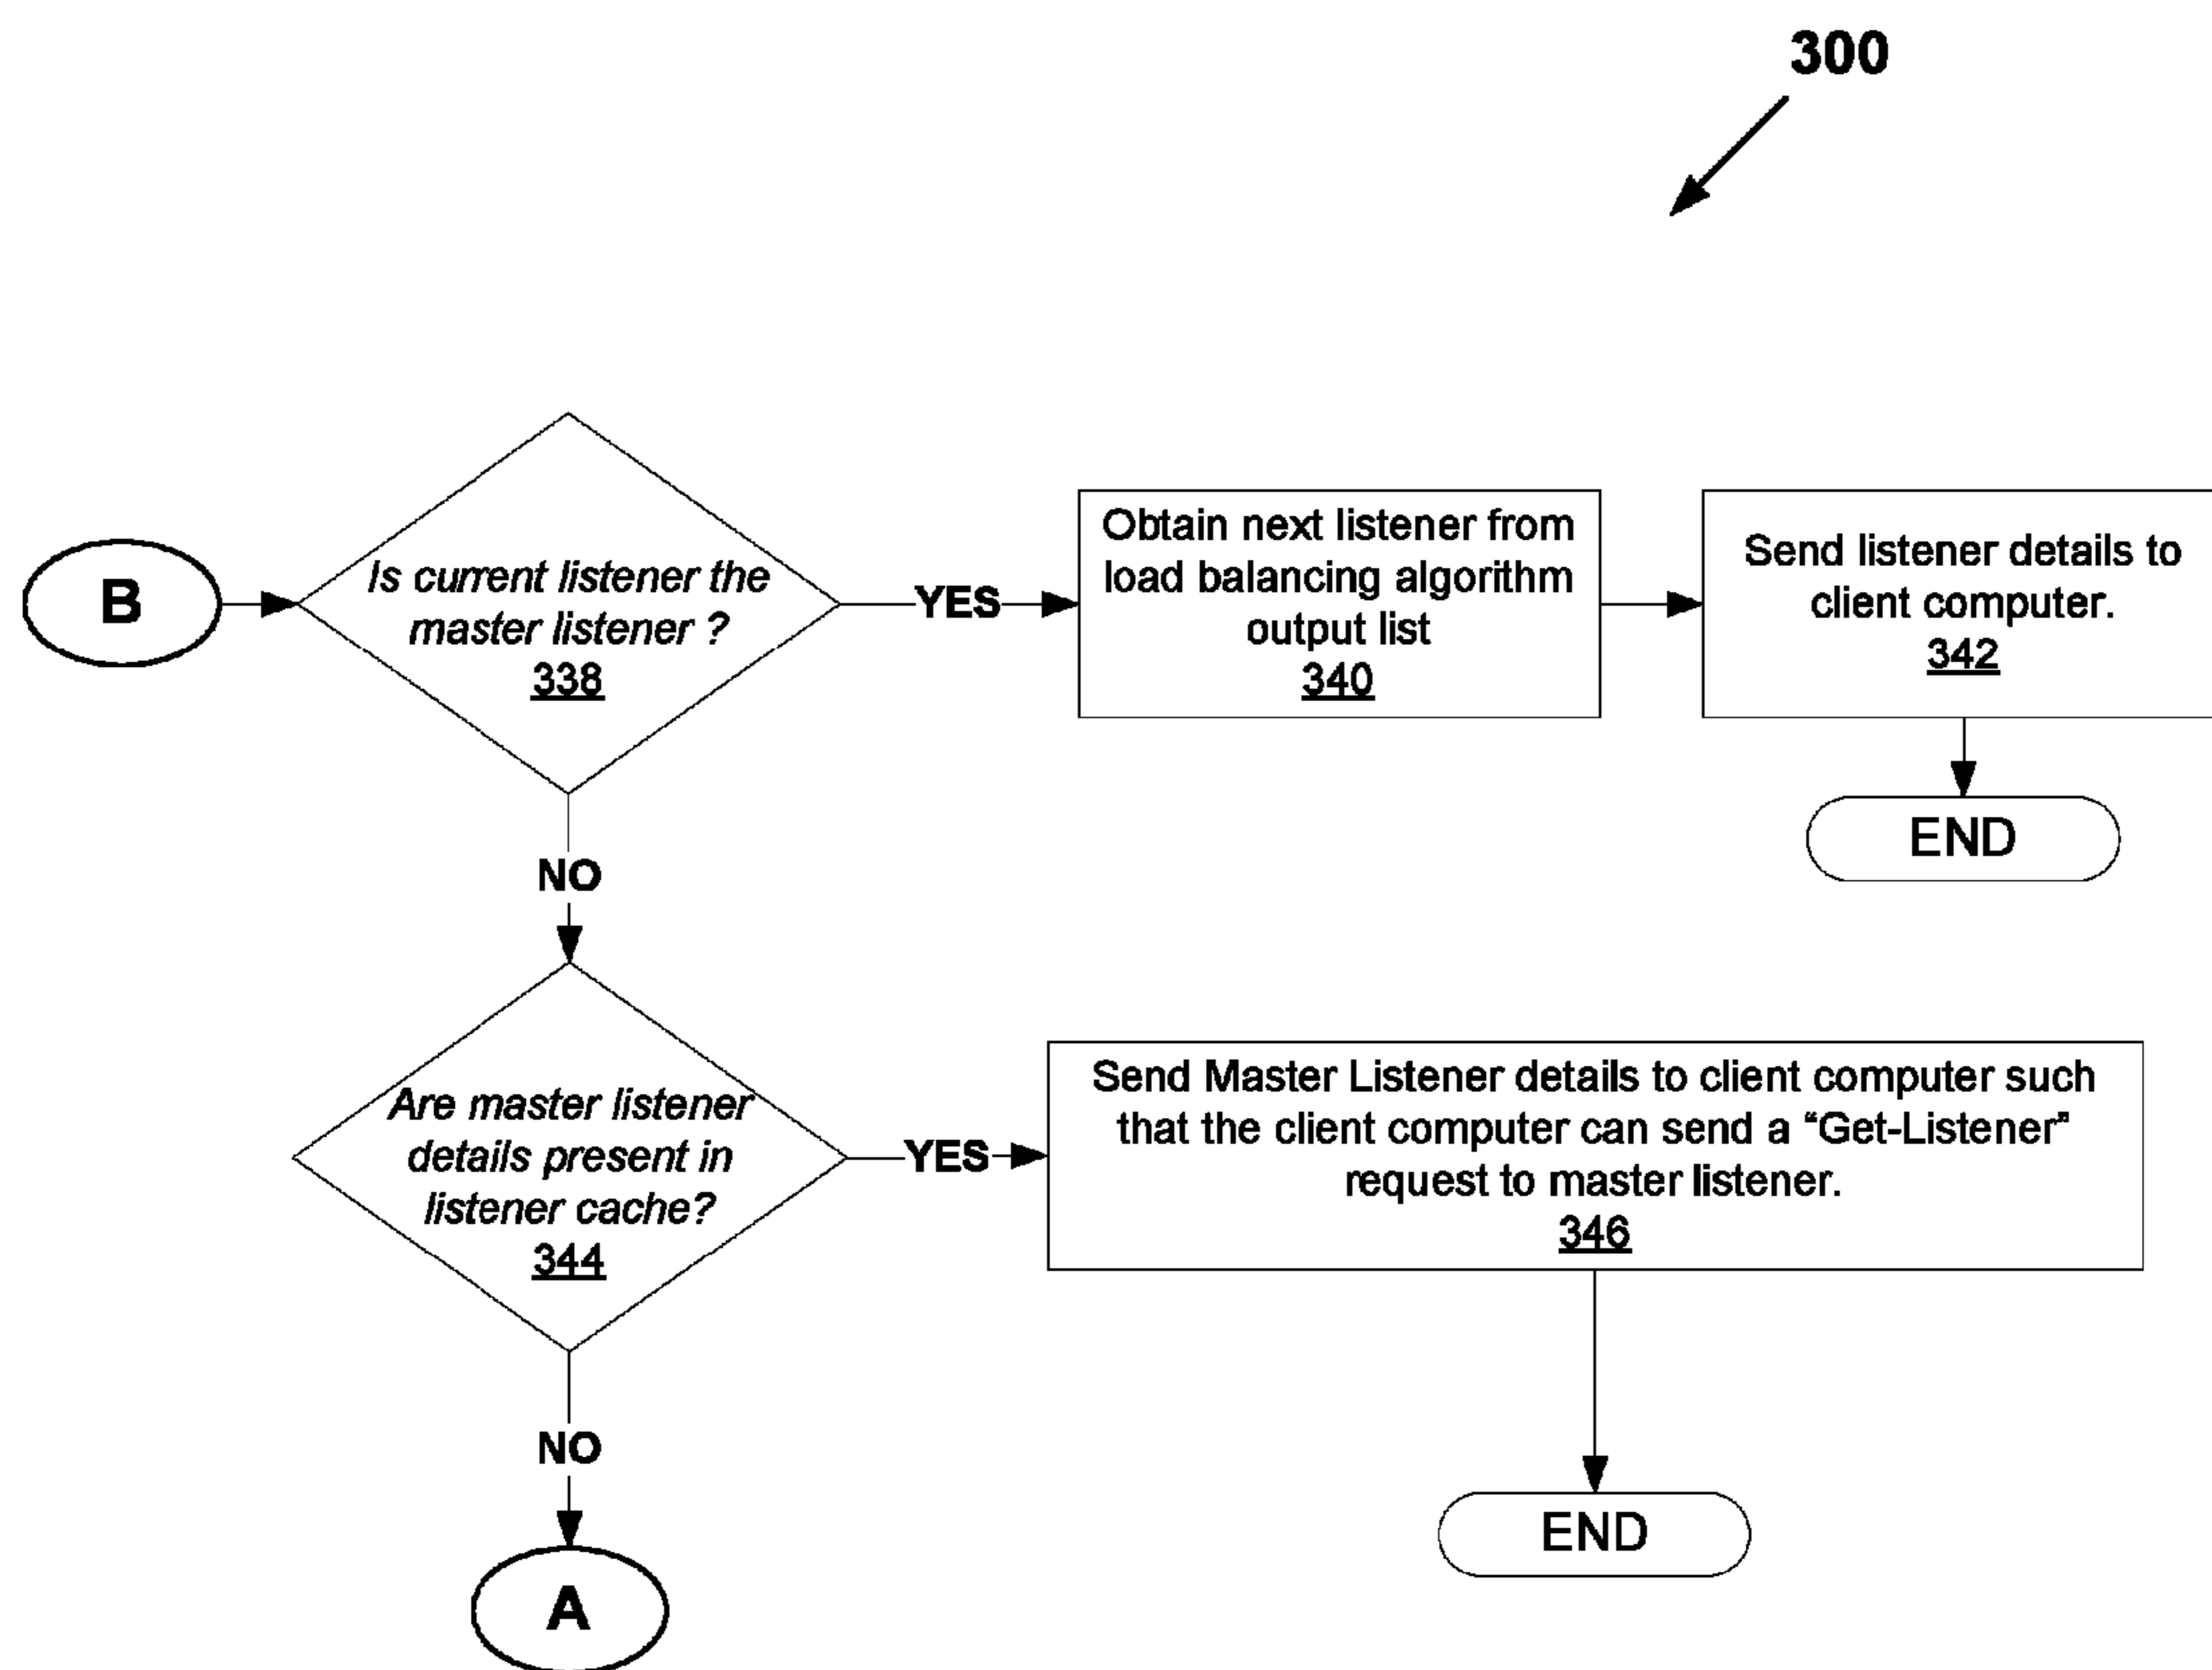 300
B
Is current listener the
master listener ?
338
YES
Obtain next listener from
load balancing algorithm
output list
340
Send listener details to
client computer.
342
END
NO
Are master listener
details present in
listener cache?
344
YES
Send Master Listener details to client computer such
that the client computer can send a “Get-Listener”
request to master listener.
346
END
NO
A